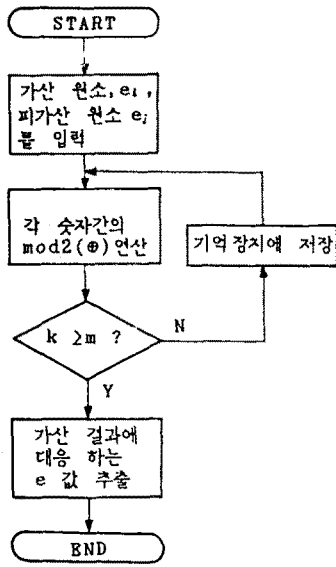 START
가산 원소, eᵢ,
피가산 원소 eⱼ
를 입력
각 숫자간의
mod2(⊕)연산
기억장치에 저장
k ≥m ?
N
Y
가산 결과에
대응 하는
e 값 추출
END